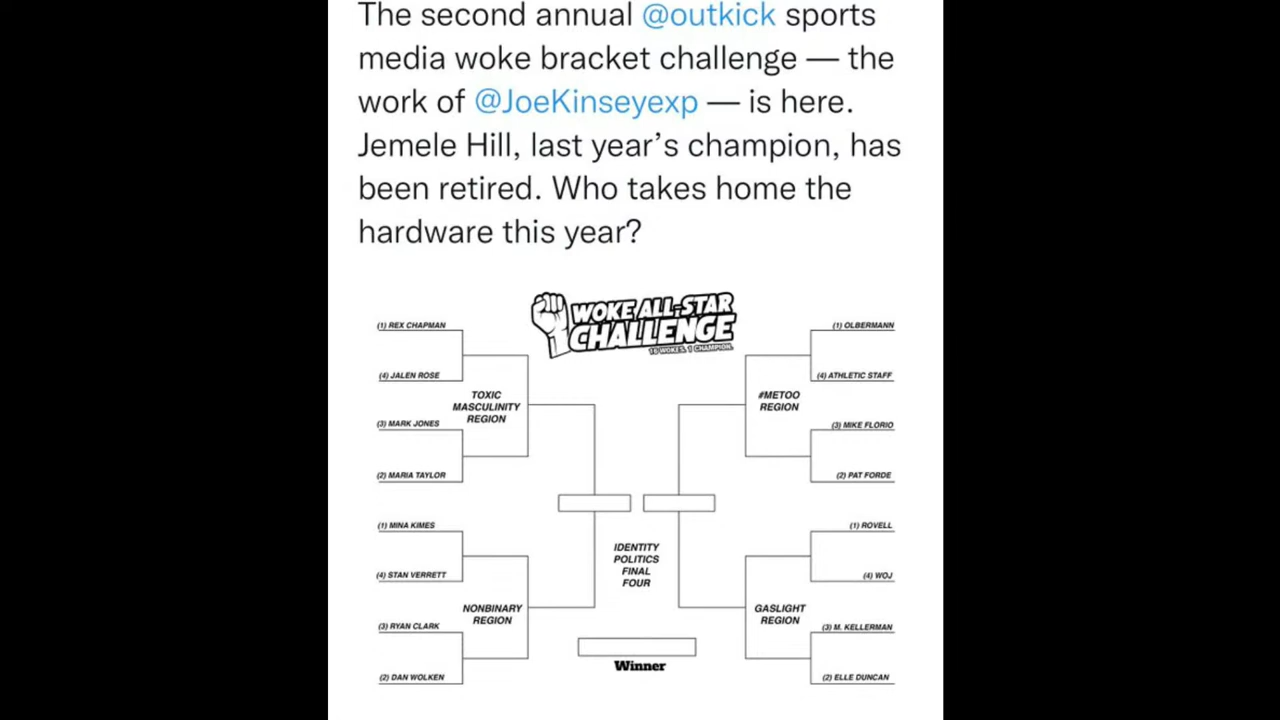 The second annual @outkick sports
media woke bracket challenge — the
work of @JoeKinseyexp — is here.
Jemele Hill, last year’s champion, has
been retired. Who takes home the
hardware this year?
WOKE ALL-STAR
CHALLENGE
16 WOKES. 1 CHAMPION.
(1) REX CHAPMAN
(4) JALEN ROSE
TOXIC
MASCULINITY
REGION
(3) MARK JONES
(2) MARIA TAYLOR
(1) MINA KIMES
(4) STAN VERRETT
NONBINARY
REGION
(3) RYAN CLARK
(2) DAN WOLKEN
IDENTITY
POLITICS
FINAL
FOUR
Winner
(1) OLBERMANN
(4) ATHLETIC STAFF
#METOO
REGION
(3) MIKE FLORIO
(2) PAT FORDE
(1) ROVELL
(4) WOJ
GASLIGHT
REGION
(3) M. KELLERMAN
(2) ELLE DUNCAN